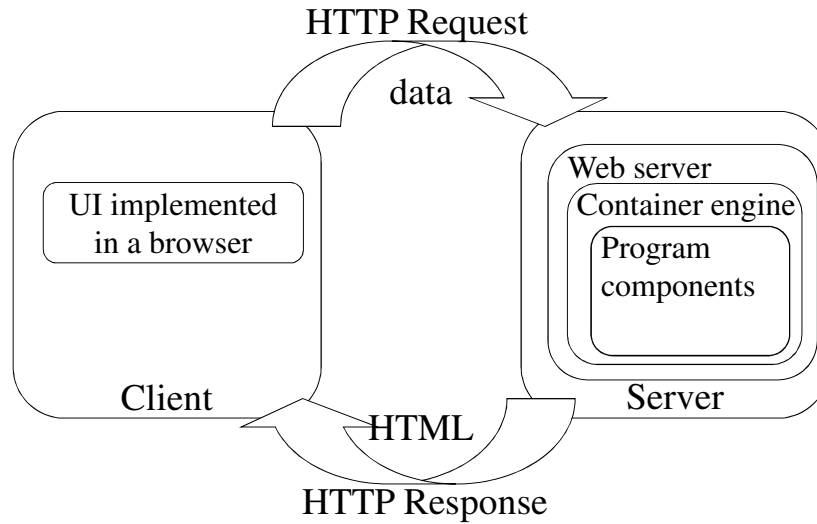 HTTP Request
data
UI implemented
in a browser
Client
Web server
Container engine
Program
components
Server
HTML
HTTP Response